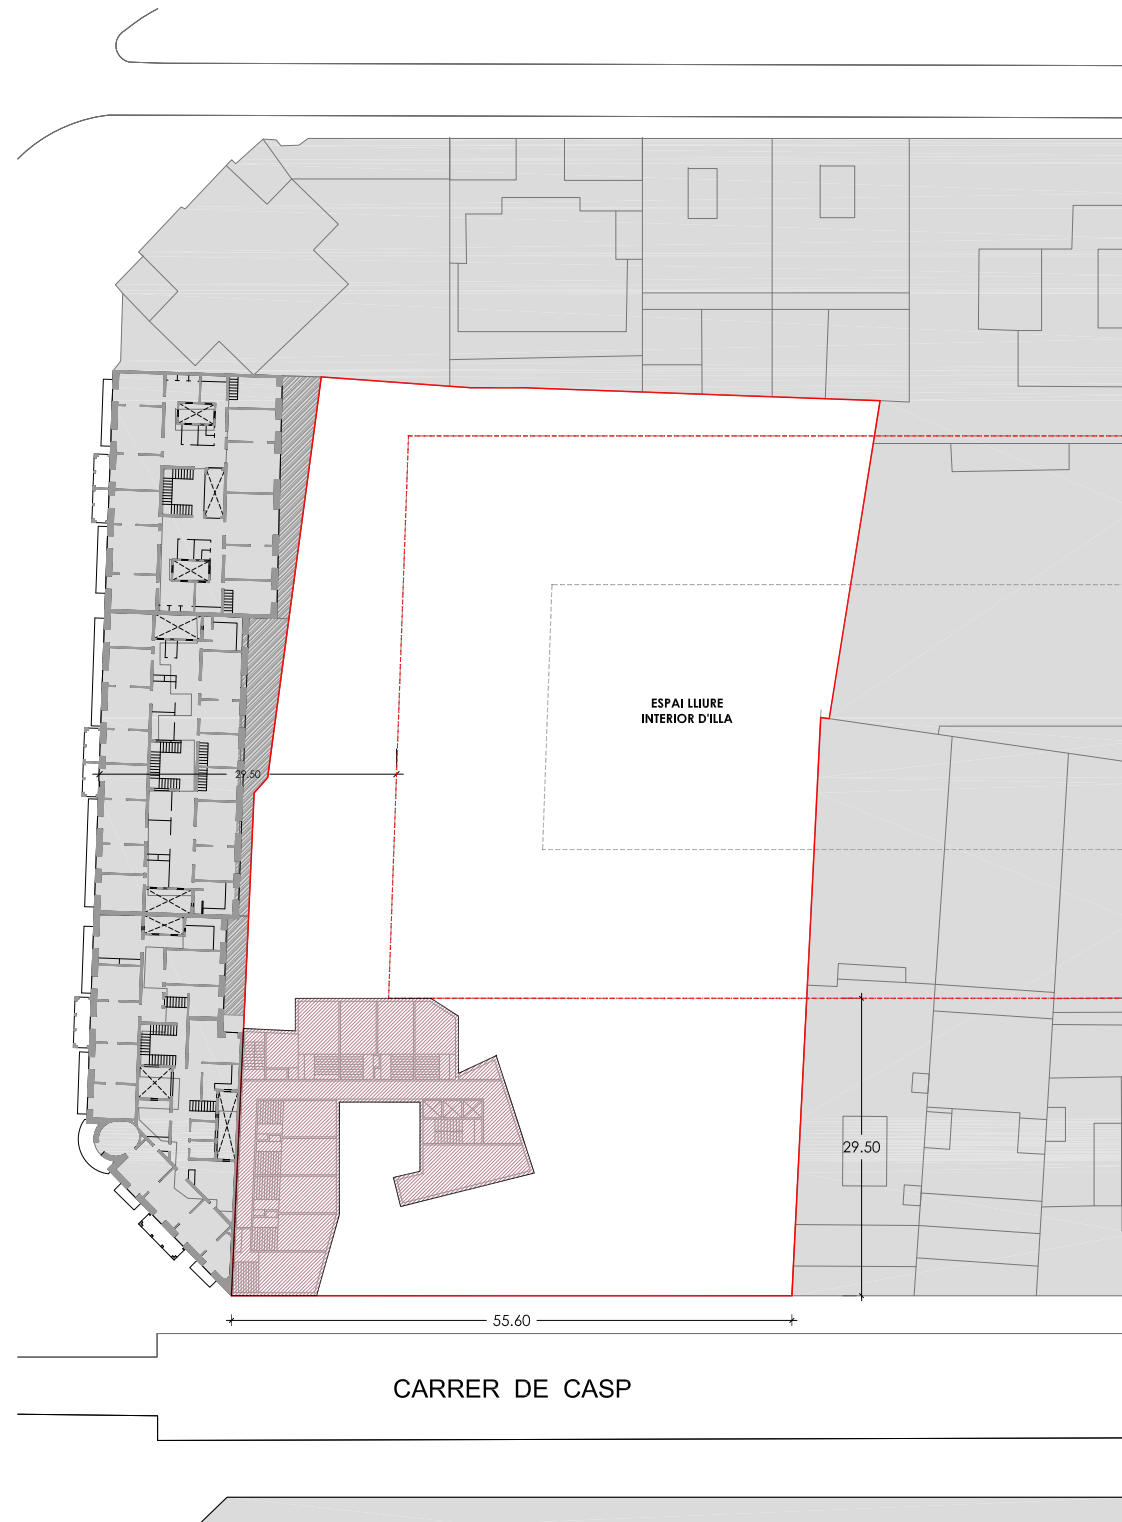 ESPAI LLIURE
INTERIOR D'ILLA
29.50
29.50
55.60
CARRER DE CASP